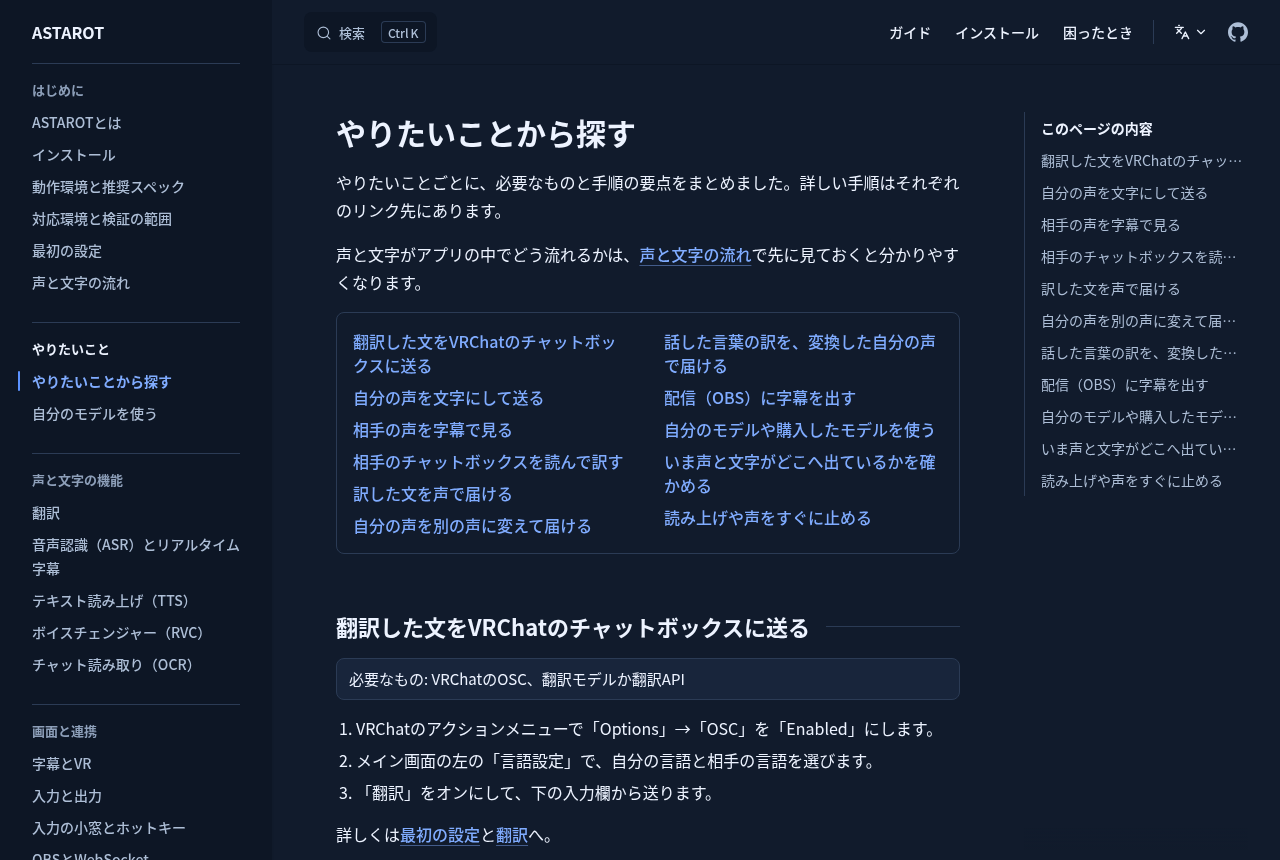 ASTAROT
検索 Ctrl K
ガイド
インストール
困ったとき
はじめに
ASTAROTとは
インストール
動作環境と推奨スペック
対応環境と検証の範囲
最初の設定
声と文字の流れ
やりたいこと
やりたいことから探す
自分のモデルを使う
声と文字の機能
翻訳
音声認識（ASR）とリアルタイム
字幕
テキスト読み上げ（TTS）
ボイスチェンジャー（RVC）
チャット読み取り（OCR）
画面と連携
字幕とVR
入力と出力
入力の小窓とホットキー
OBSとWebSocket
やりたいことから探す
やりたいことごとに、必要なものと手順の要点をまとめました。詳しい手順はそれぞれ
のリンク先にあります。
声と文字がアプリの中でどう流れるかは、声と文字の流れで先に見ておくと分かりやす
くなります。
翻訳した文をVRChatのチャットボッ
クスに送る
自分の声を文字にして送る
相手の声を字幕で見る
相手のチャットボックスを読んで訳す
訳した文を声で届ける
自分の声を別の声に変えて届ける
話した言葉の訳を、変換した自分の声
で届ける
配信（OBS）に字幕を出す
自分のモデルや購入したモデルを使う
いま声と文字がどこへ出ているかを確
かめる
読み上げや声をすぐに止める
翻訳した文をVRChatのチャットボックスに送る
必要なもの: VRChatのOSC、翻訳モデルか翻訳API
1. VRChatのアクションメニューで「Options」→「OSC」を「Enabled」にします。
2. メイン画面の左の「言語設定」で、自分の言語と相手の言語を選びます。
3. 「翻訳」をオンにして、下の入力欄から送ります。
詳しくは最初の設定と翻訳へ。
このページの内容
翻訳した文をVRChatのチャッ…
自分の声を文字にして送る
相手の声を字幕で見る
相手のチャットボックスを読…
訳した文を声で届ける
自分の声を別の声に変えて届…
話した言葉の訳を、変換した…
配信（OBS）に字幕を出す
自分のモデルや購入したモデ…
いま声と文字がどこへ出てい…
読み上げや声をすぐに止める